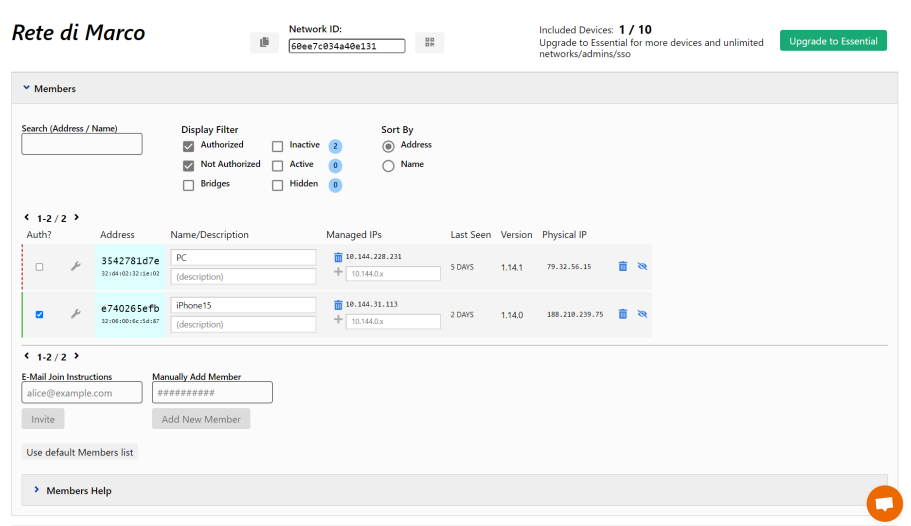 Rete di Marco
Network ID:
60ee7c034a40e131
Included Devices: 1 / 10
Upgrade to Essential for more devices and unlimited
networks/admins/sso
Upgrade to Essential
Members
Search (Address / Name)
Display Filter
Sort By
Authorized
Inactive 2
Address
Not Authorized
Active 0
Name
Bridges
Hidden 0
1-2 / 2
Auth? Address Name/Description Managed IPs Last Seen Version Physical IP
3542781d7e
32:d4:02:32:1e:02
PC
(description)
10.144.228.231
10.144.0.x
5 DAYS
1.14.1
79.32.56.15
e740265efb
32:06:00:6c:5d:87
iPhone15
(description)
10.144.31.113
10.144.0.x
2 DAYS
1.14.0
188.210.239.75
1-2 / 2
E-Mail Join Instructions
Manually Add Member
alice@example.com
##########
Invite
Add New Member
Use default Members list
Members Help